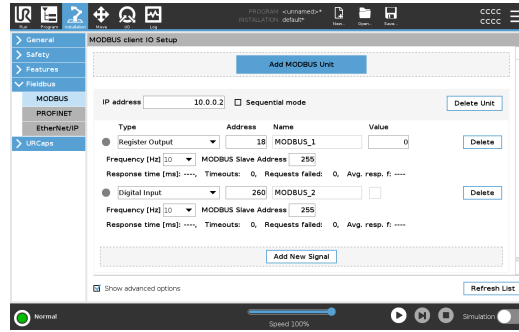 PROGRAM <unnamed>*
INSTALLATION default*
CCCC
CCCC
Run Program Installation Move I/O Log New... Open... Save...
General
Safety
Features
Fieldbus
MODBUS
PROFINET
EtherNet/IP
URCaps
MODBUS client IO Setup
Add MODBUS Unit
IP address 10.0.0.2 Sequential mode Delete Unit
Type Address Name Value
Register Output 18 MODBUS_1 0 Delete
Frequency [Hz] 10 MODBUS Slave Address 255
Response time [ms]: ----, Timeouts: 0, Requests failed: 0, Avg. resp. f: ----
Digital Input 260 MODBUS_2 Delete
Frequency [Hz] 10 MODBUS Slave Address 255
Response time [ms]: ----, Timeouts: 0, Requests failed: 0, Avg. resp. f: ----
Add New Signal
Show advanced options Refresh List
Normal Speed 100% Simulation